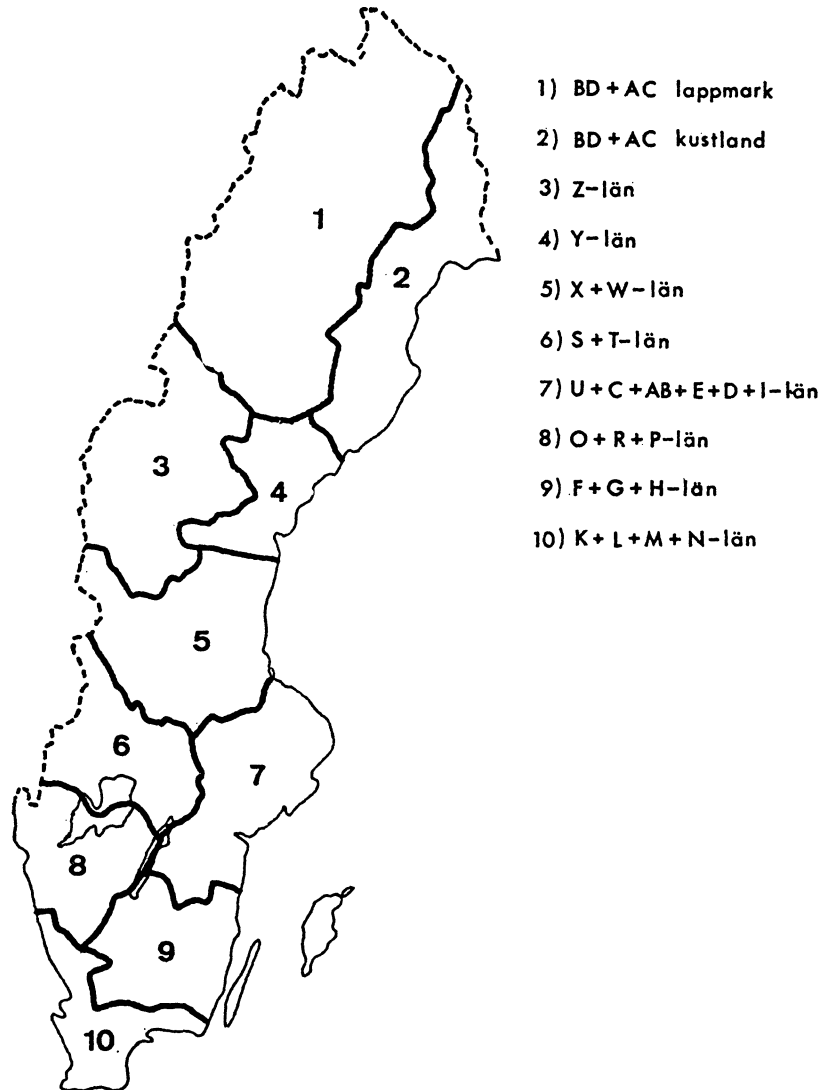 1) BD + AC lappmark
2) BD + AC kustland
3) Z-län
4) Y-län
5) X + W-län
6) S + T-län
7) U + C + AB + E + D + I-län
8) O + R + P-län
9) F + G + H-län
10) K + L + M + N-län
1
2
3
4
5
6
7
8
9
10